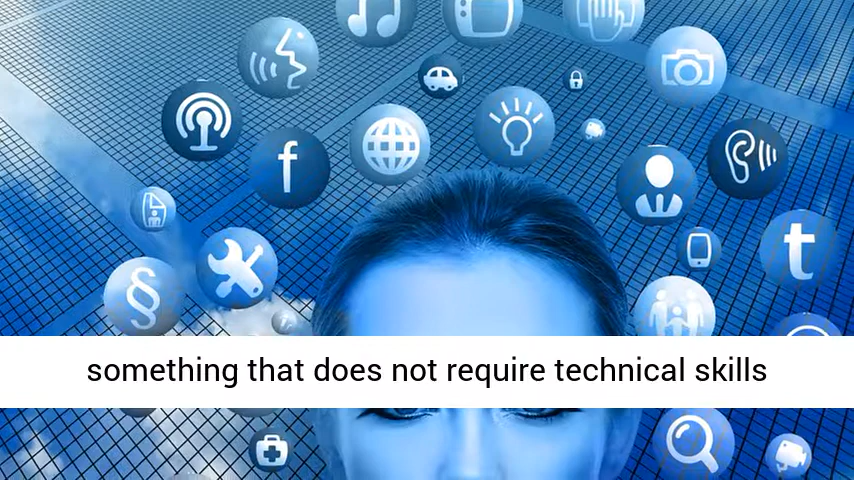 f
t
§
something that does not require technical skills